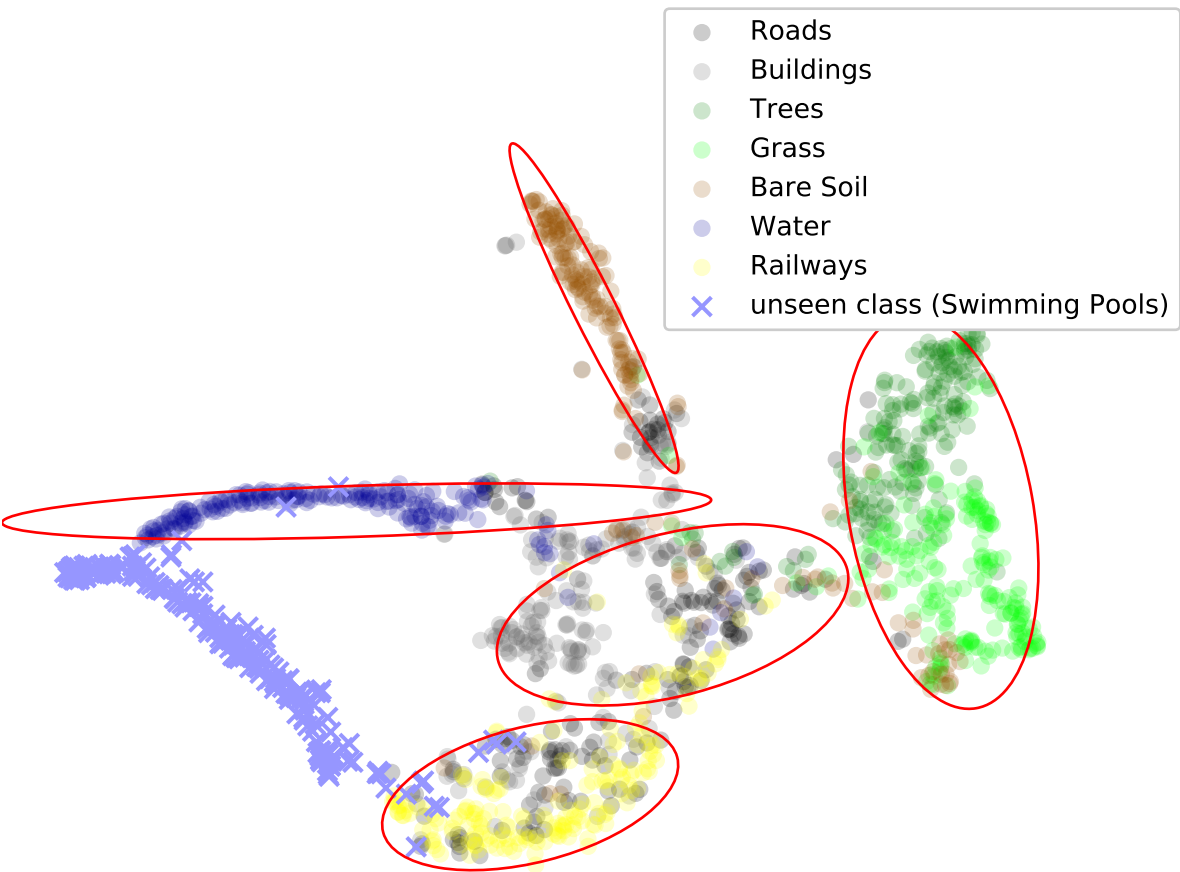 Roads
Buildings
Trees
Grass
Bare Soil
Water
Railways
unseen class (Swimming Pools)